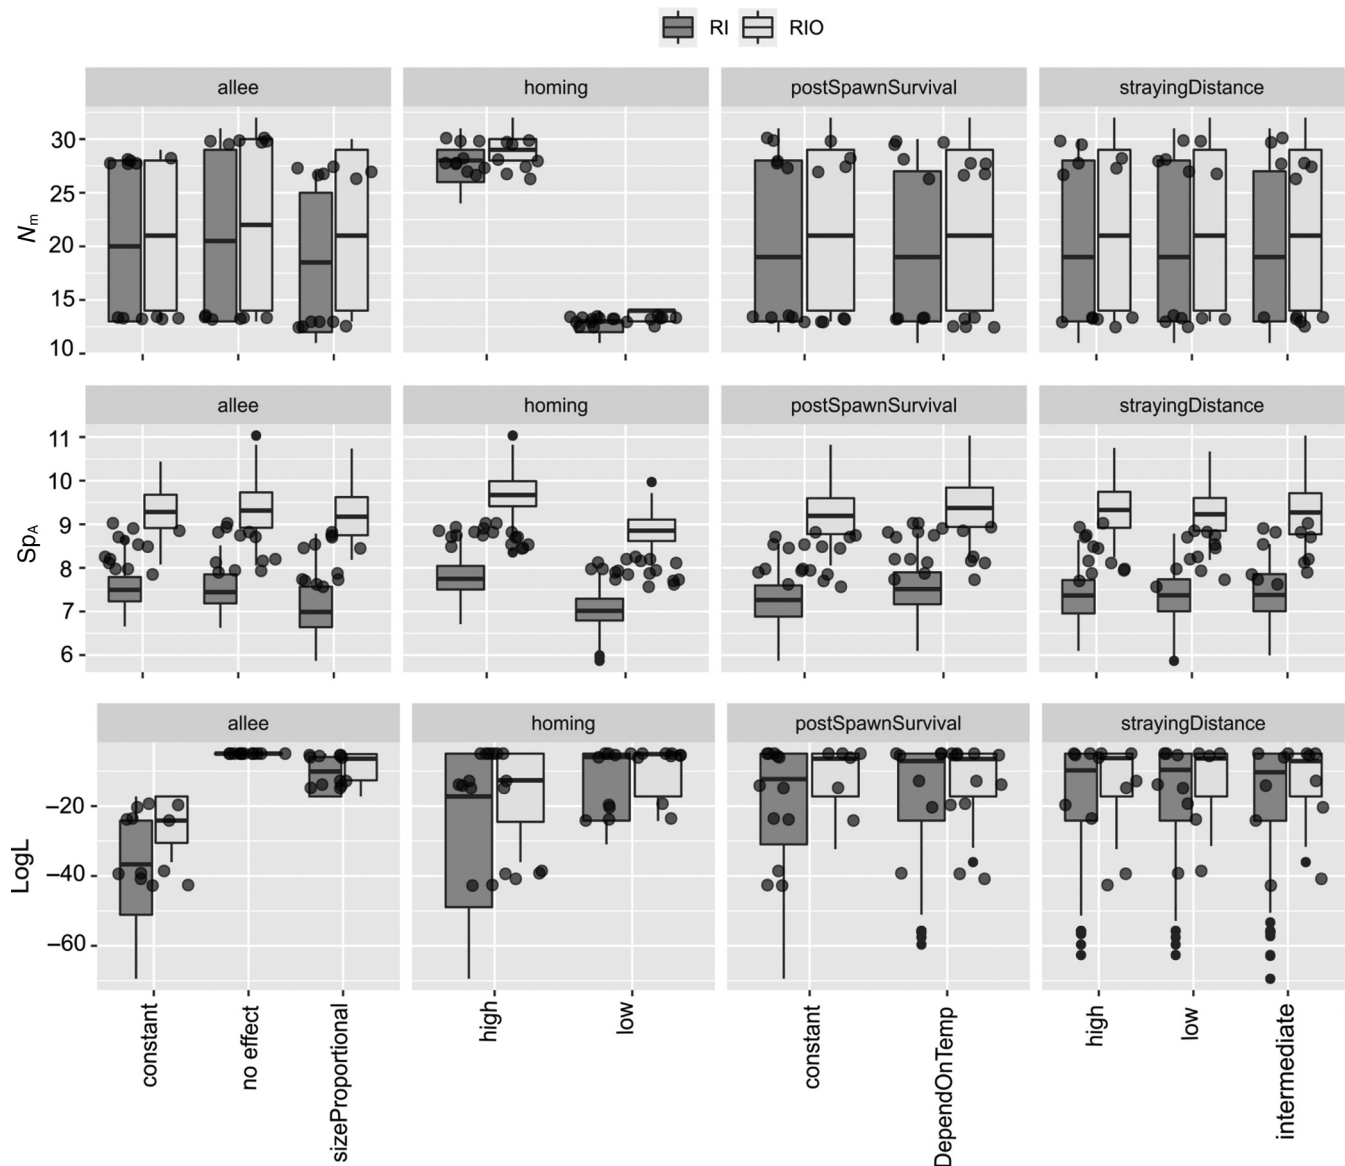 RI RIO
allee homing postSpawnSurvival strayingDistance
30
25
20
15
10
Nm
allee homing postSpawnSurvival strayingDistance
11
10
9
8
7
6
SpA
allee homing postSpawnSurvival strayingDistance
−20
−40
−60
LogL
constant no effect sizeProportional high low constant DependOnTemp high low intermediate